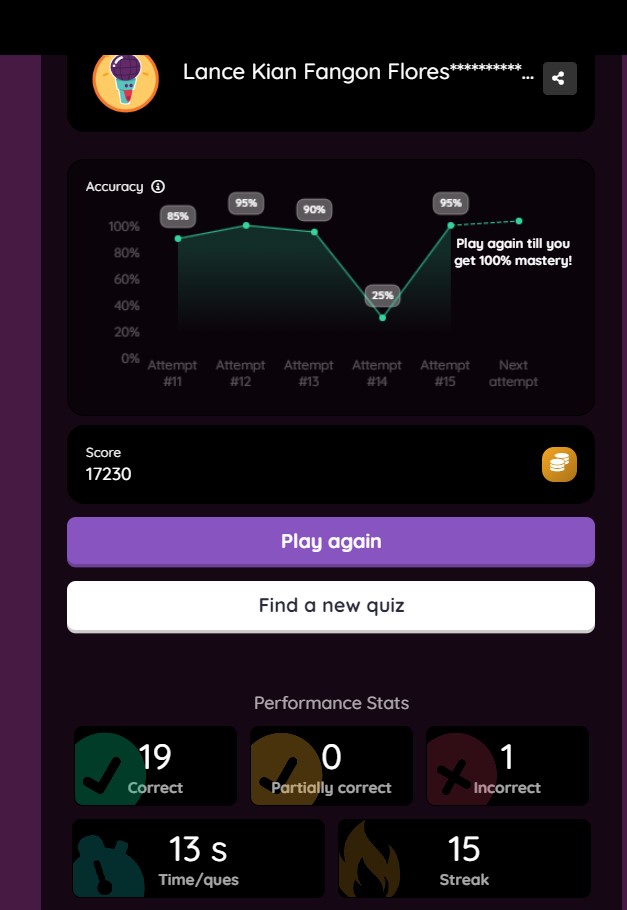 Lance Kian Fangon Flores**********...
Accuracy
85%
95%
90%
25%
95%
100%
80%
60%
40%
20%
0%
Play again till you
get 100% mastery!
Attempt
#11
Attempt
#12
Attempt
#13
Attempt
#14
Attempt
#15
Next
attempt
Score
17230
Play again
Find a new quiz
Performance Stats
19
Correct
0
Partially correct
1
Incorrect
13 s
Time/ques
15
Streak